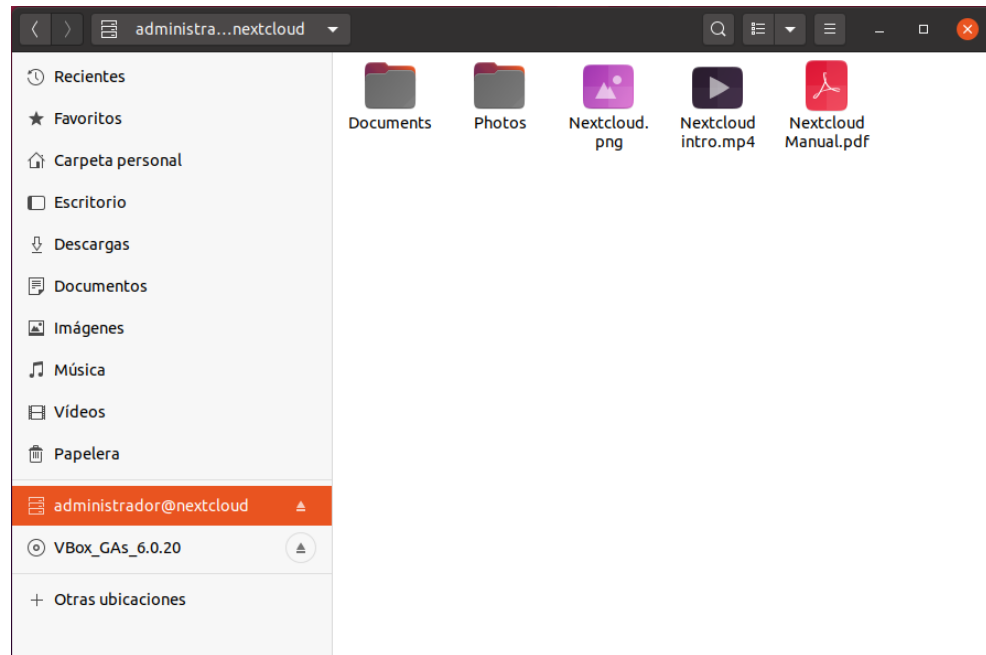 administra...nextcloud
Recientes
Favoritos
Carpeta personal
Escritorio
Descargas
Documentos
Imágenes
Música
Vídeos
Papelera
administrador@nextcloud
VBox_GAs_6.0.20
Otras ubicaciones
Documents
Photos
Nextcloud.
png
Nextcloud
intro.mp4
Nextcloud
Manual.pdf